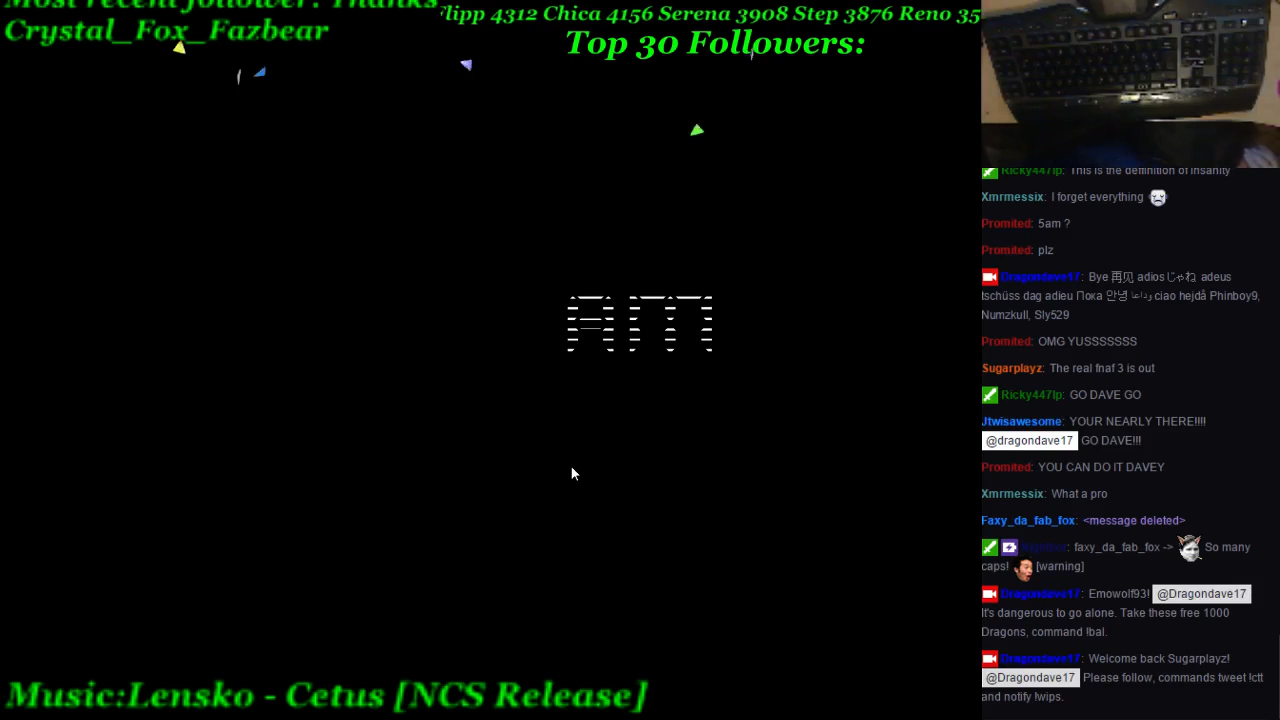 Most recent follower: Thanks
Crystal_Fox_Fazbear
Flipp 4312 Chica 4156 Serena 3908 Step 3876 Reno 35
Top 30 Followers:
AM
Ricky447lp: This is the definition of insanity
Xmrmessix: I forget everything
Promited: 5am ?
Promited: plz
Dragondave17: Bye 再见 adios じゃね adeus
tschüss dag adieu Пока 안녕 وداعا ciao hejdå Phinboy9,
Numzkull, Sly529
Promited: OMG YUSSSSSSS
Sugarplayz: The real fnaf 3 is out
Ricky447lp: GO DAVE GO
Jtwisawesome: YOUR NEARLY THERE!!!!
@dragondave17 GO DAVE!!!
Promited: YOU CAN DO IT DAVEY
Xmrmessix: What a pro
Faxy_da_fab_fox: <message deleted>
: faxy_da_fab_fox -> So many
caps! [warning]
Dragondave17: Emowolf93! @Dragondave17
It's dangerous to go alone. Take these free 1000
Dragons, command !bal.
Dragondave17: Welcome back Sugarplayz!
@Dragondave17 Please follow, commands tweet !ctt
and notify !wips.
Music:Lensko - Cetus [NCS Release]